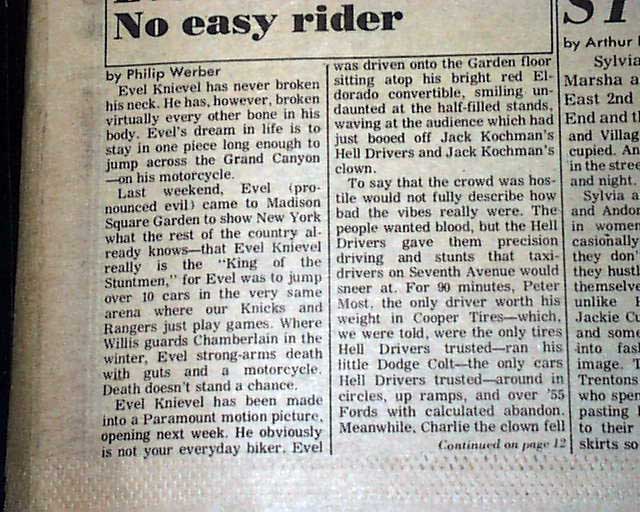 No easy rider
by Philip Werber
Evel Knievel has never broken
his neck. He has, however, broken
virtually every other bone in his
body. Evel's dream in life is to
stay in one piece long enough to
jump across the Grand Canyon
—on his motorcycle.
Last weekend, Evel (pro-
nounced evil) came to Madison
Square Garden to show New York
what the rest of the country al-
ready knows—that Evel Knievel
really is the "King of the
Stuntmen," for Evel was to jump
over 10 cars in the very same
arena where our Knicks and
Rangers just play games. Where
Willis guards Chamberlain in the
winter, Evel strong-arms death
with guts and a motorcycle.
Death doesn't stand a chance.
Evel Knievel has been made
into a Paramount motion picture,
opening next week. He obviously
is not your everyday biker. Evel
was driven onto the Garden floor
sitting atop his bright red El-
dorado convertible, smiling un-
daunted at the half-filled stands,
waving at the audience which had
just booed off Jack Kochman's
Hell Drivers and Jack Kochman's
clown.
To say that the crowd was hos-
tile would not fully describe how
bad the vibes really were. The
people wanted blood, but the Hell
Drivers gave them precision
driving and stunts that taxi-
drivers on Seventh Avenue would
sneer at. For 90 minutes, Peter
Most, the only driver worth his
weight in Cooper Tires—which,
we were told, were the only tires
Hell Drivers trusted—ran his
little Dodge Colt—the only cars
Hell Drivers trusted—around in
circles, up ramps, and over '55
Fords with calculated abandon.
Meanwhile, Charlie the clown fell
Continued on page 12
ST
by Arthur
Sylvia
Marsha a
East 2nd
End and t
and Villag
cupied. An
in the stree
and night.
Sylvia a
and Ando
in women
casionally
they don'
they hust
themselve
unlike
Jackie Cu
and som
into fas
image. T
Trentons
who spen
pasting
to their
skirts so